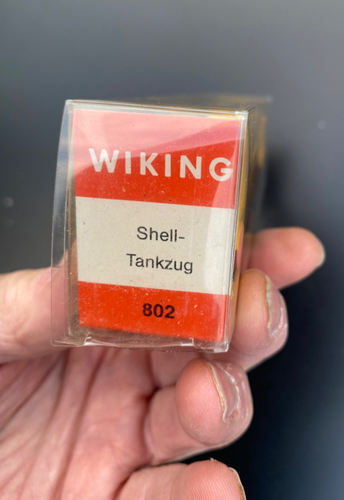 WIKING
Shell-
Tankzug
802